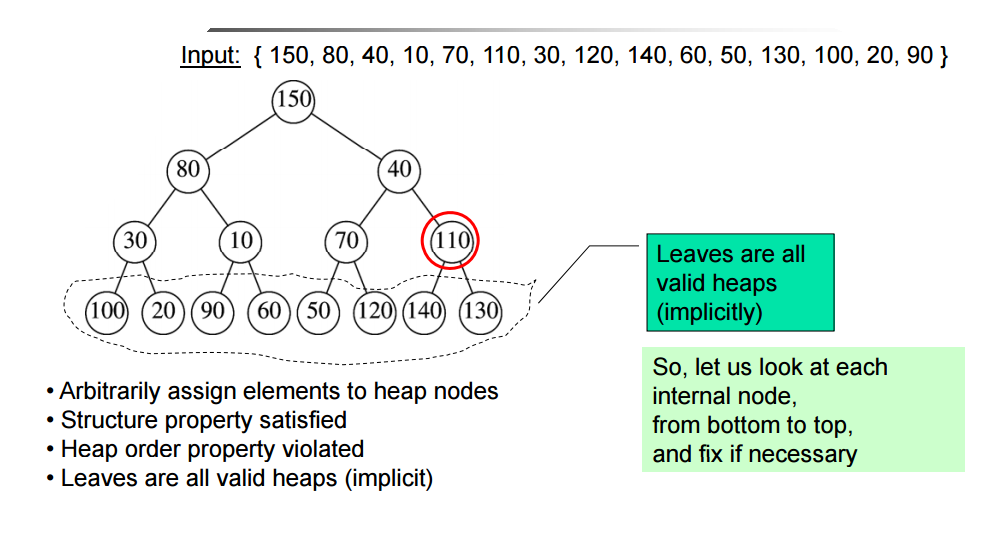 Input: { 150, 80, 40, 10, 70, 110, 30, 120, 140, 60, 50, 130, 100, 20, 90 }
150
80 40
30 10 70 110
100 20 90 60 50 120 140 130
Leaves are all
valid heaps
(implicitly)
So, let us look at each
internal node,
from bottom to top,
and fix if necessary
• Arbitrarily assign elements to heap nodes
• Structure property satisfied
• Heap order property violated
• Leaves are all valid heaps (implicit)